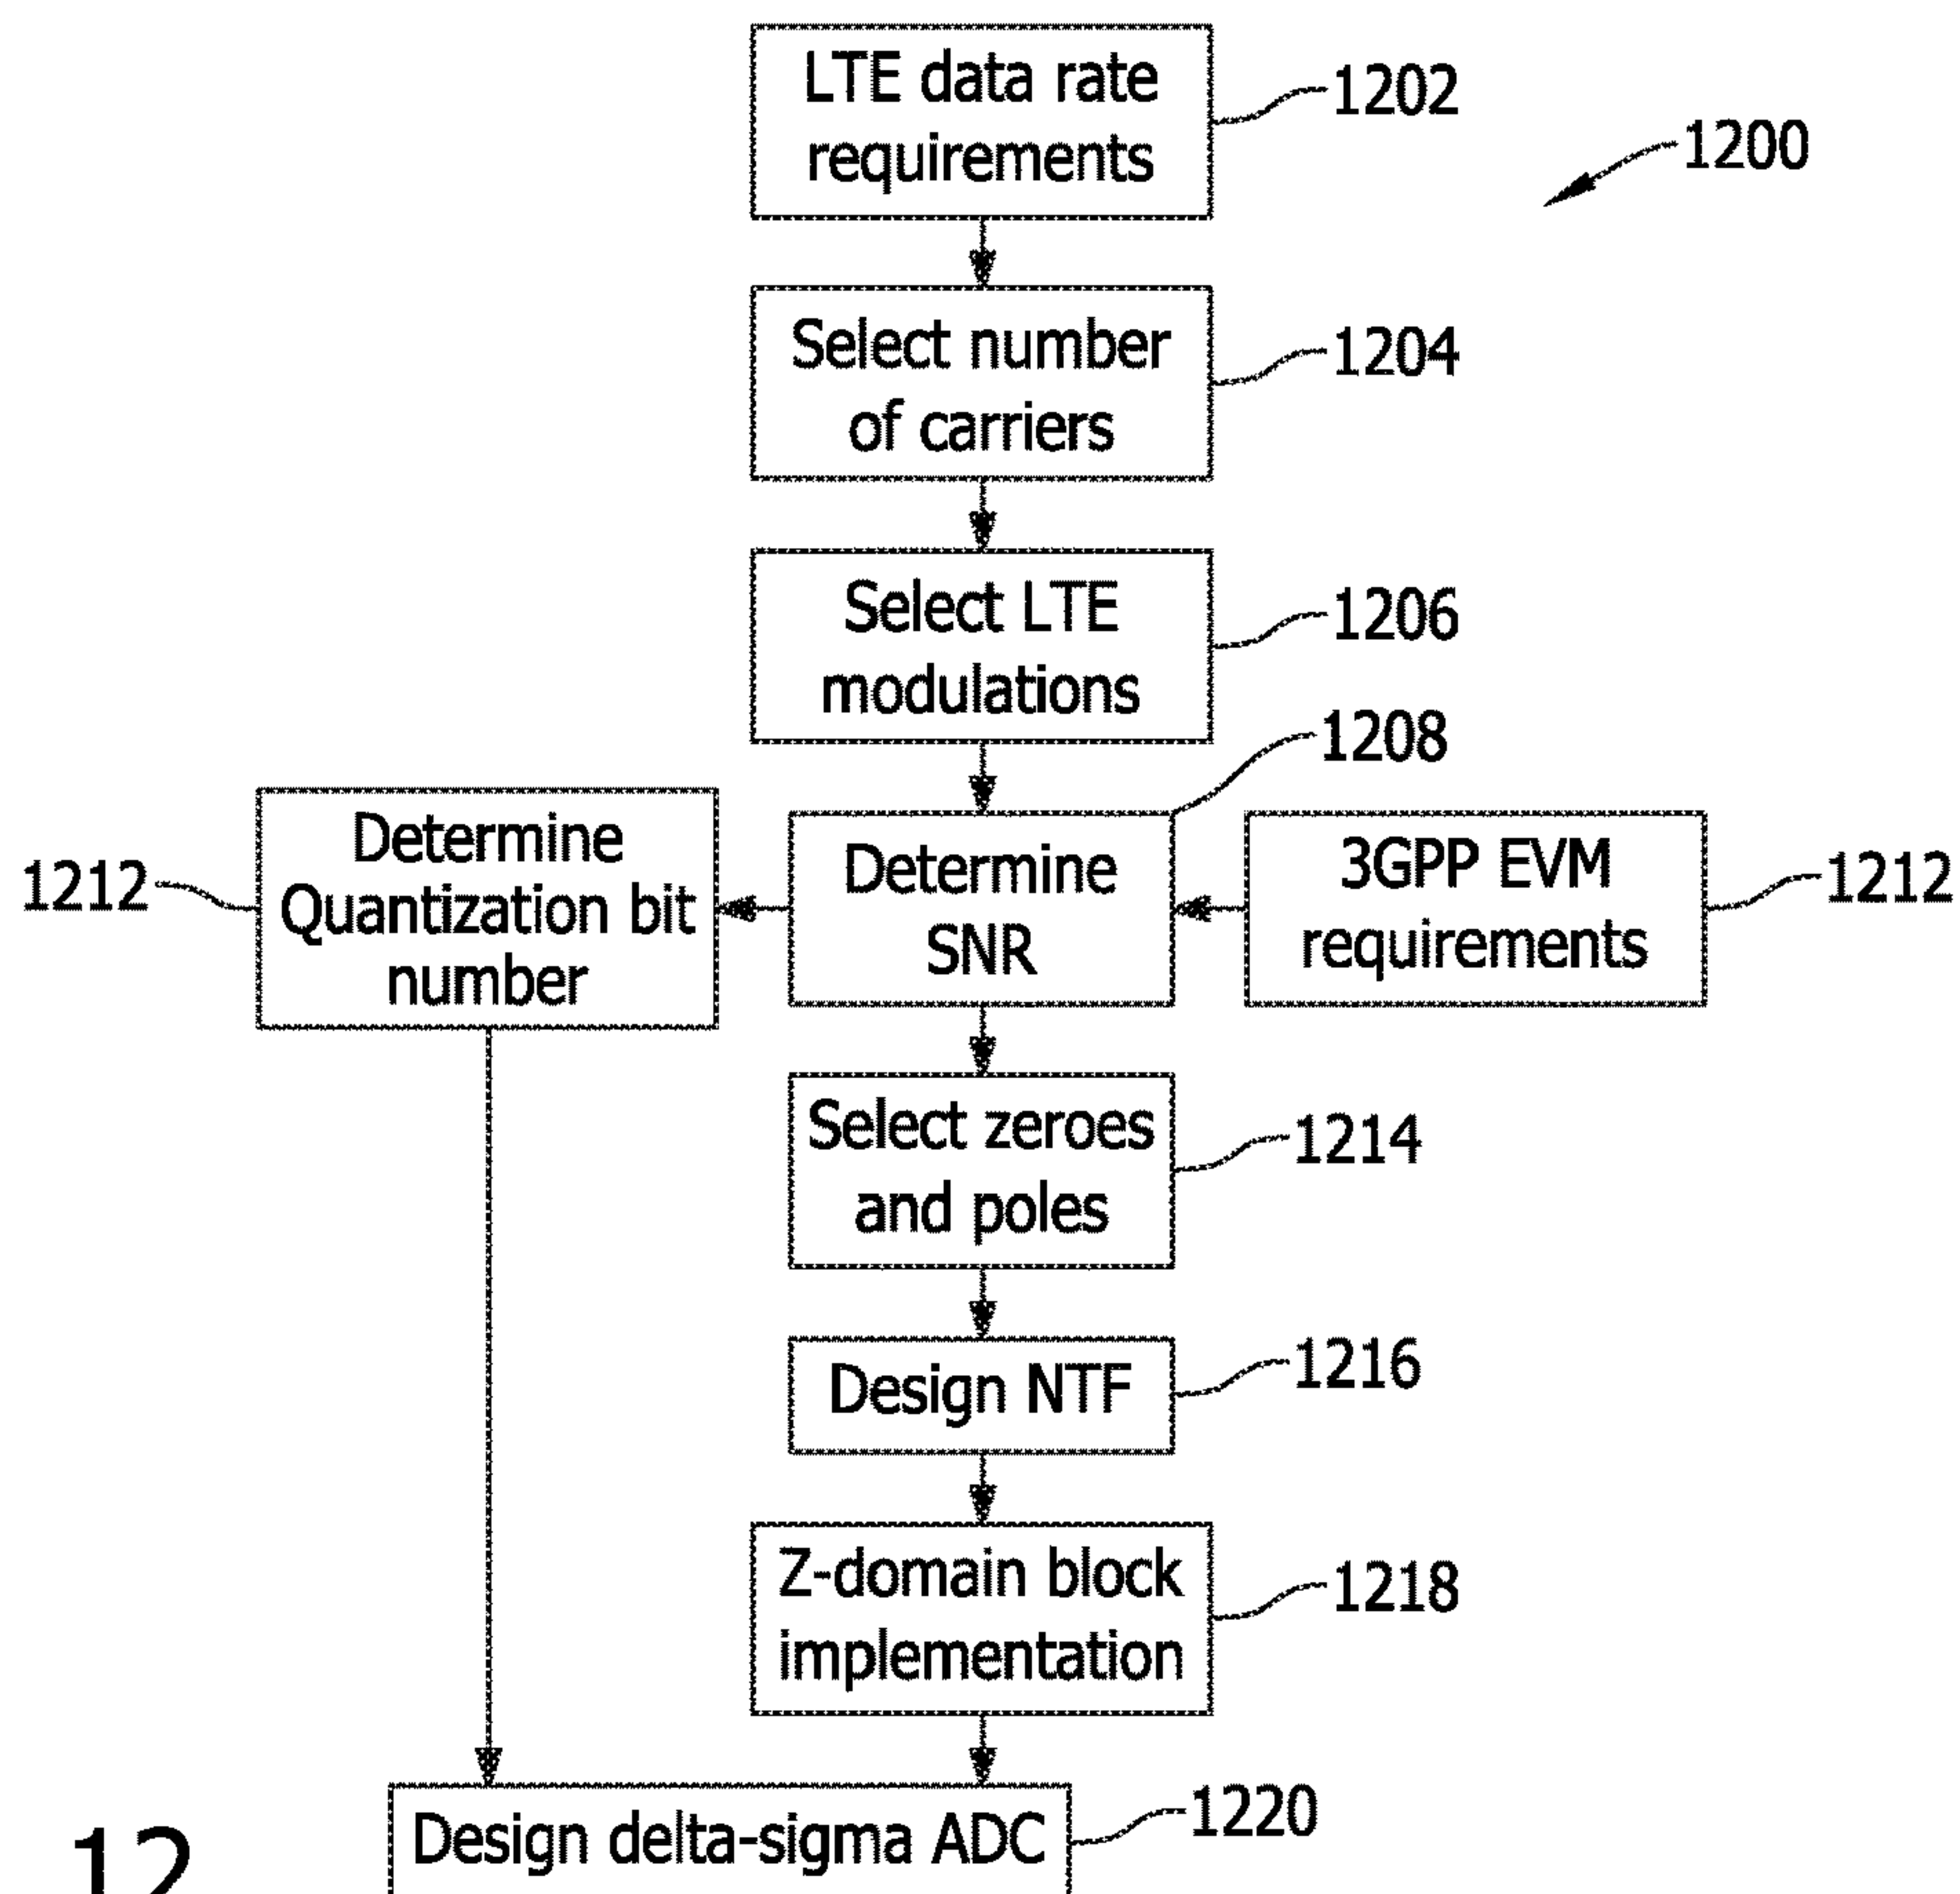 LTE data rate
requirements
1202
1200
Select number
of carriers
1204
Select LTE
modulations
1206
1208
Determine
Quantization bit
number
1212
Determine
SNR
3GPP EVM
requirements
1212
Select zeroes
and poles
1214
Design NTF
1216
Z-domain block
implementation
1218
Design delta-sigma ADC
1220
12